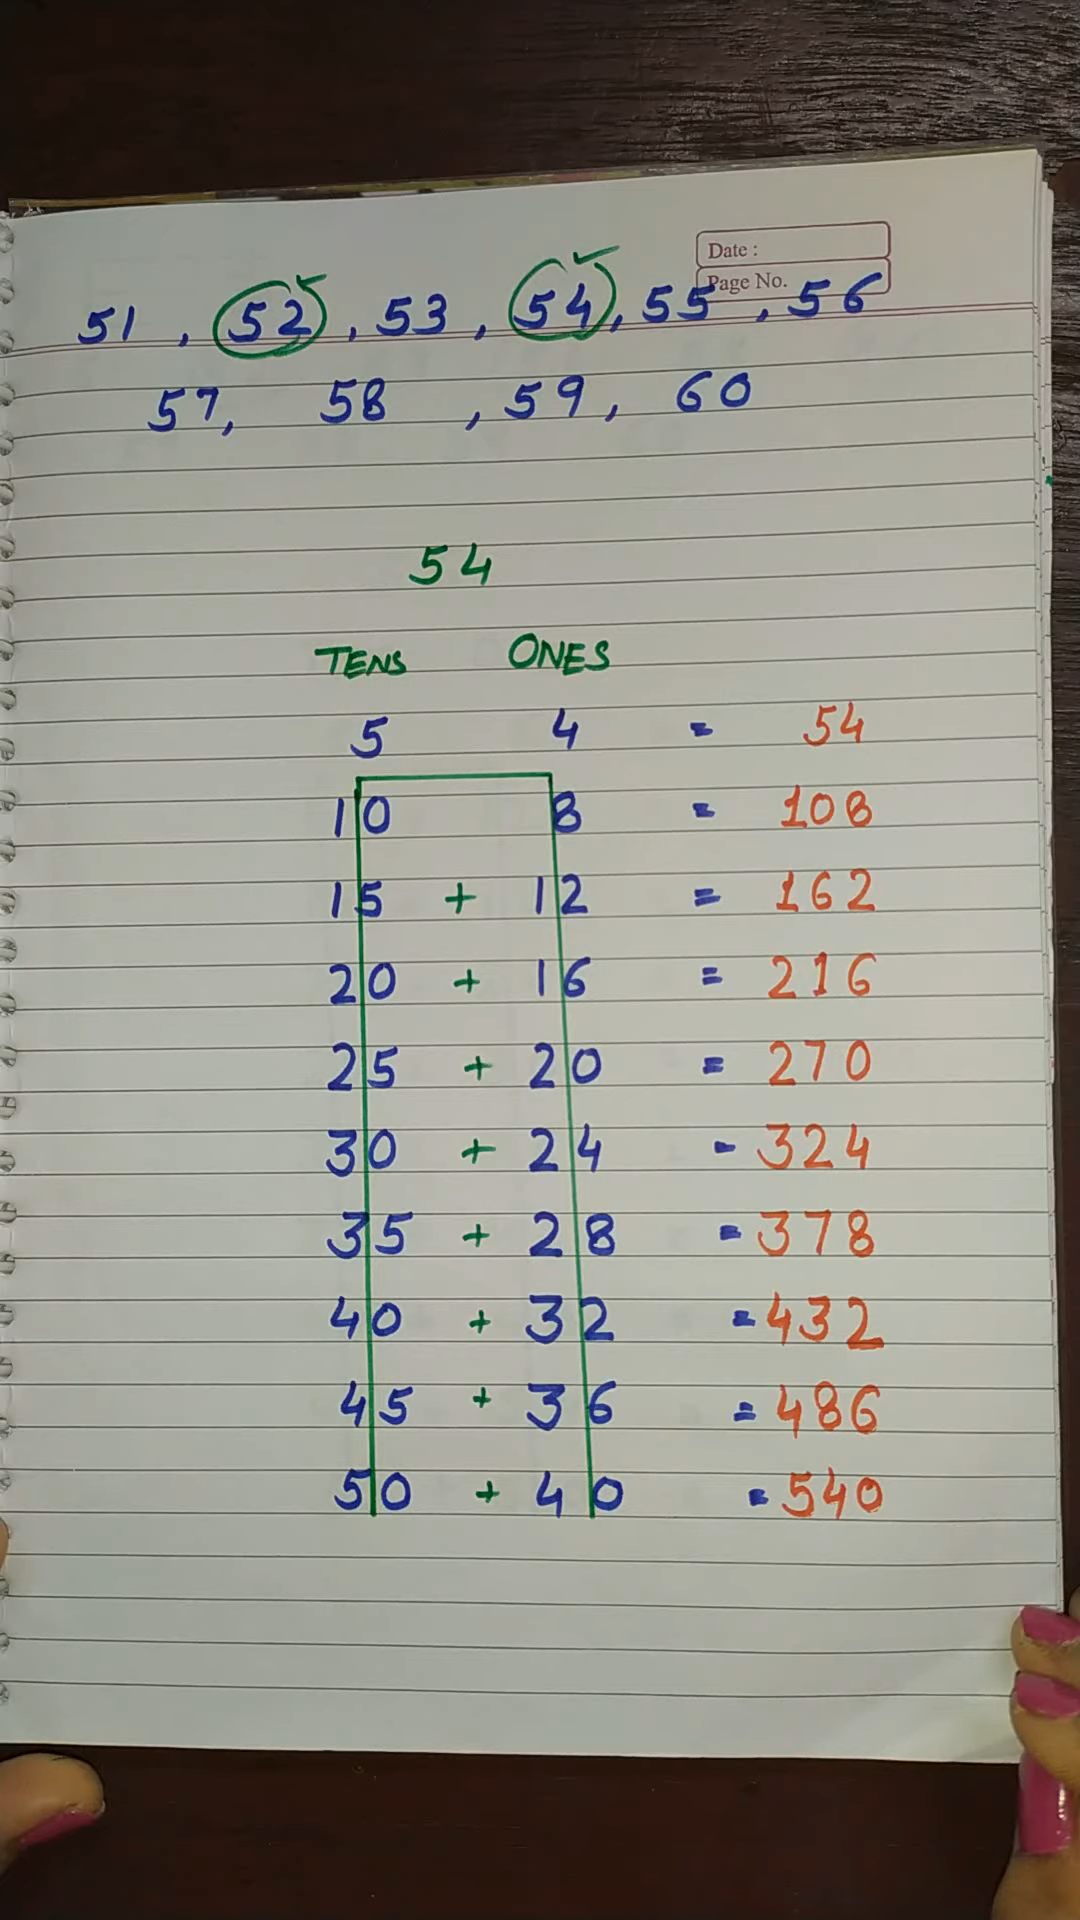 Date :
Page No.
51 , 52 , 53 , 54 , 55 , 56
57, 58 , 59 , 60
54
TENS ONES
5 4 = 54
10 8 = 108
15 + 12 = 162
20 + 16 = 216
25 + 20 = 270
30 + 24 - 324
35 + 28 = 378
40 + 32 = 432
45 + 36 = 486
50 + 40 = 540